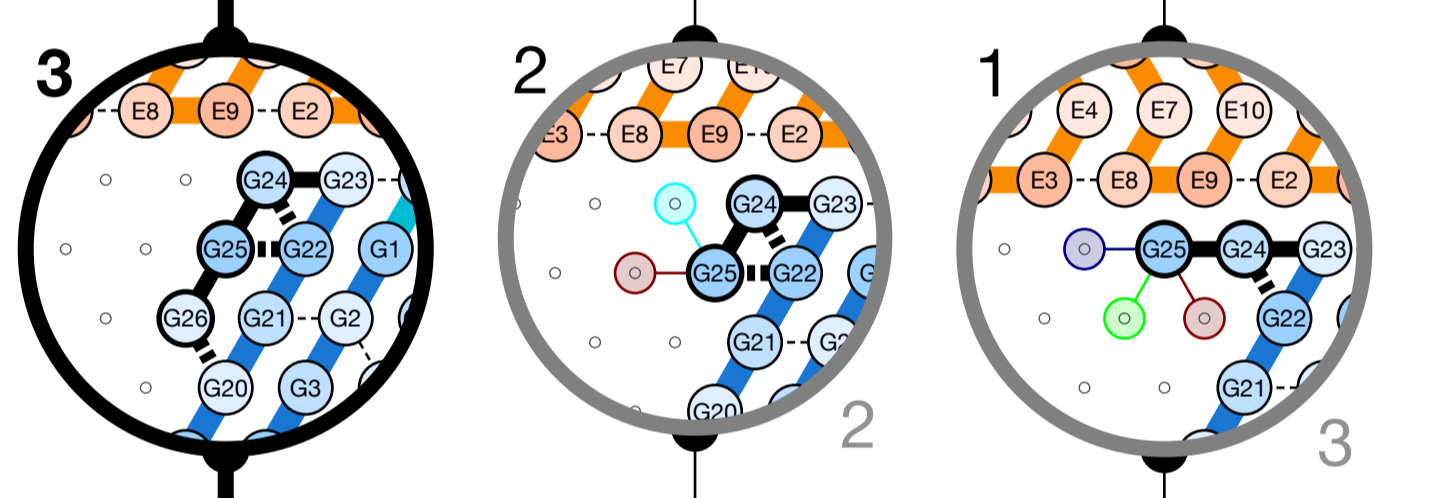 3
E8 E9 E2
G24 G23
G25 G22 G1
G26 G21 G2
G20 G3
2
E7
E3 E8 E9 E2
G24 G23
G25 G22
G21
G20
2
1
E4 E7 E10
E3 E8 E9 E2
G25 G24 G23
G22
G21
3